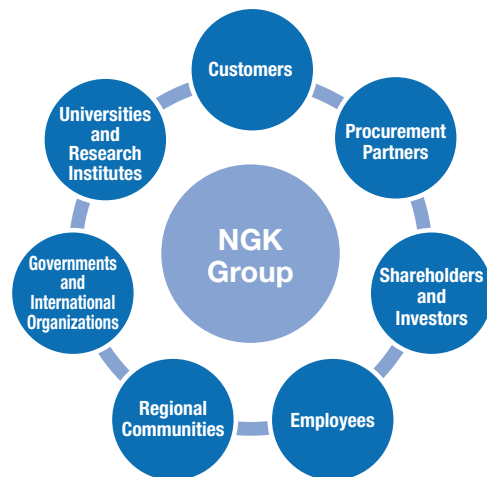 Customers
Procurement
Partners
Shareholders
and
Investors
Employees
Regional
Communities
Governments
and
International
Organizations
Universities
and
Research
Institutes
NGK
Group